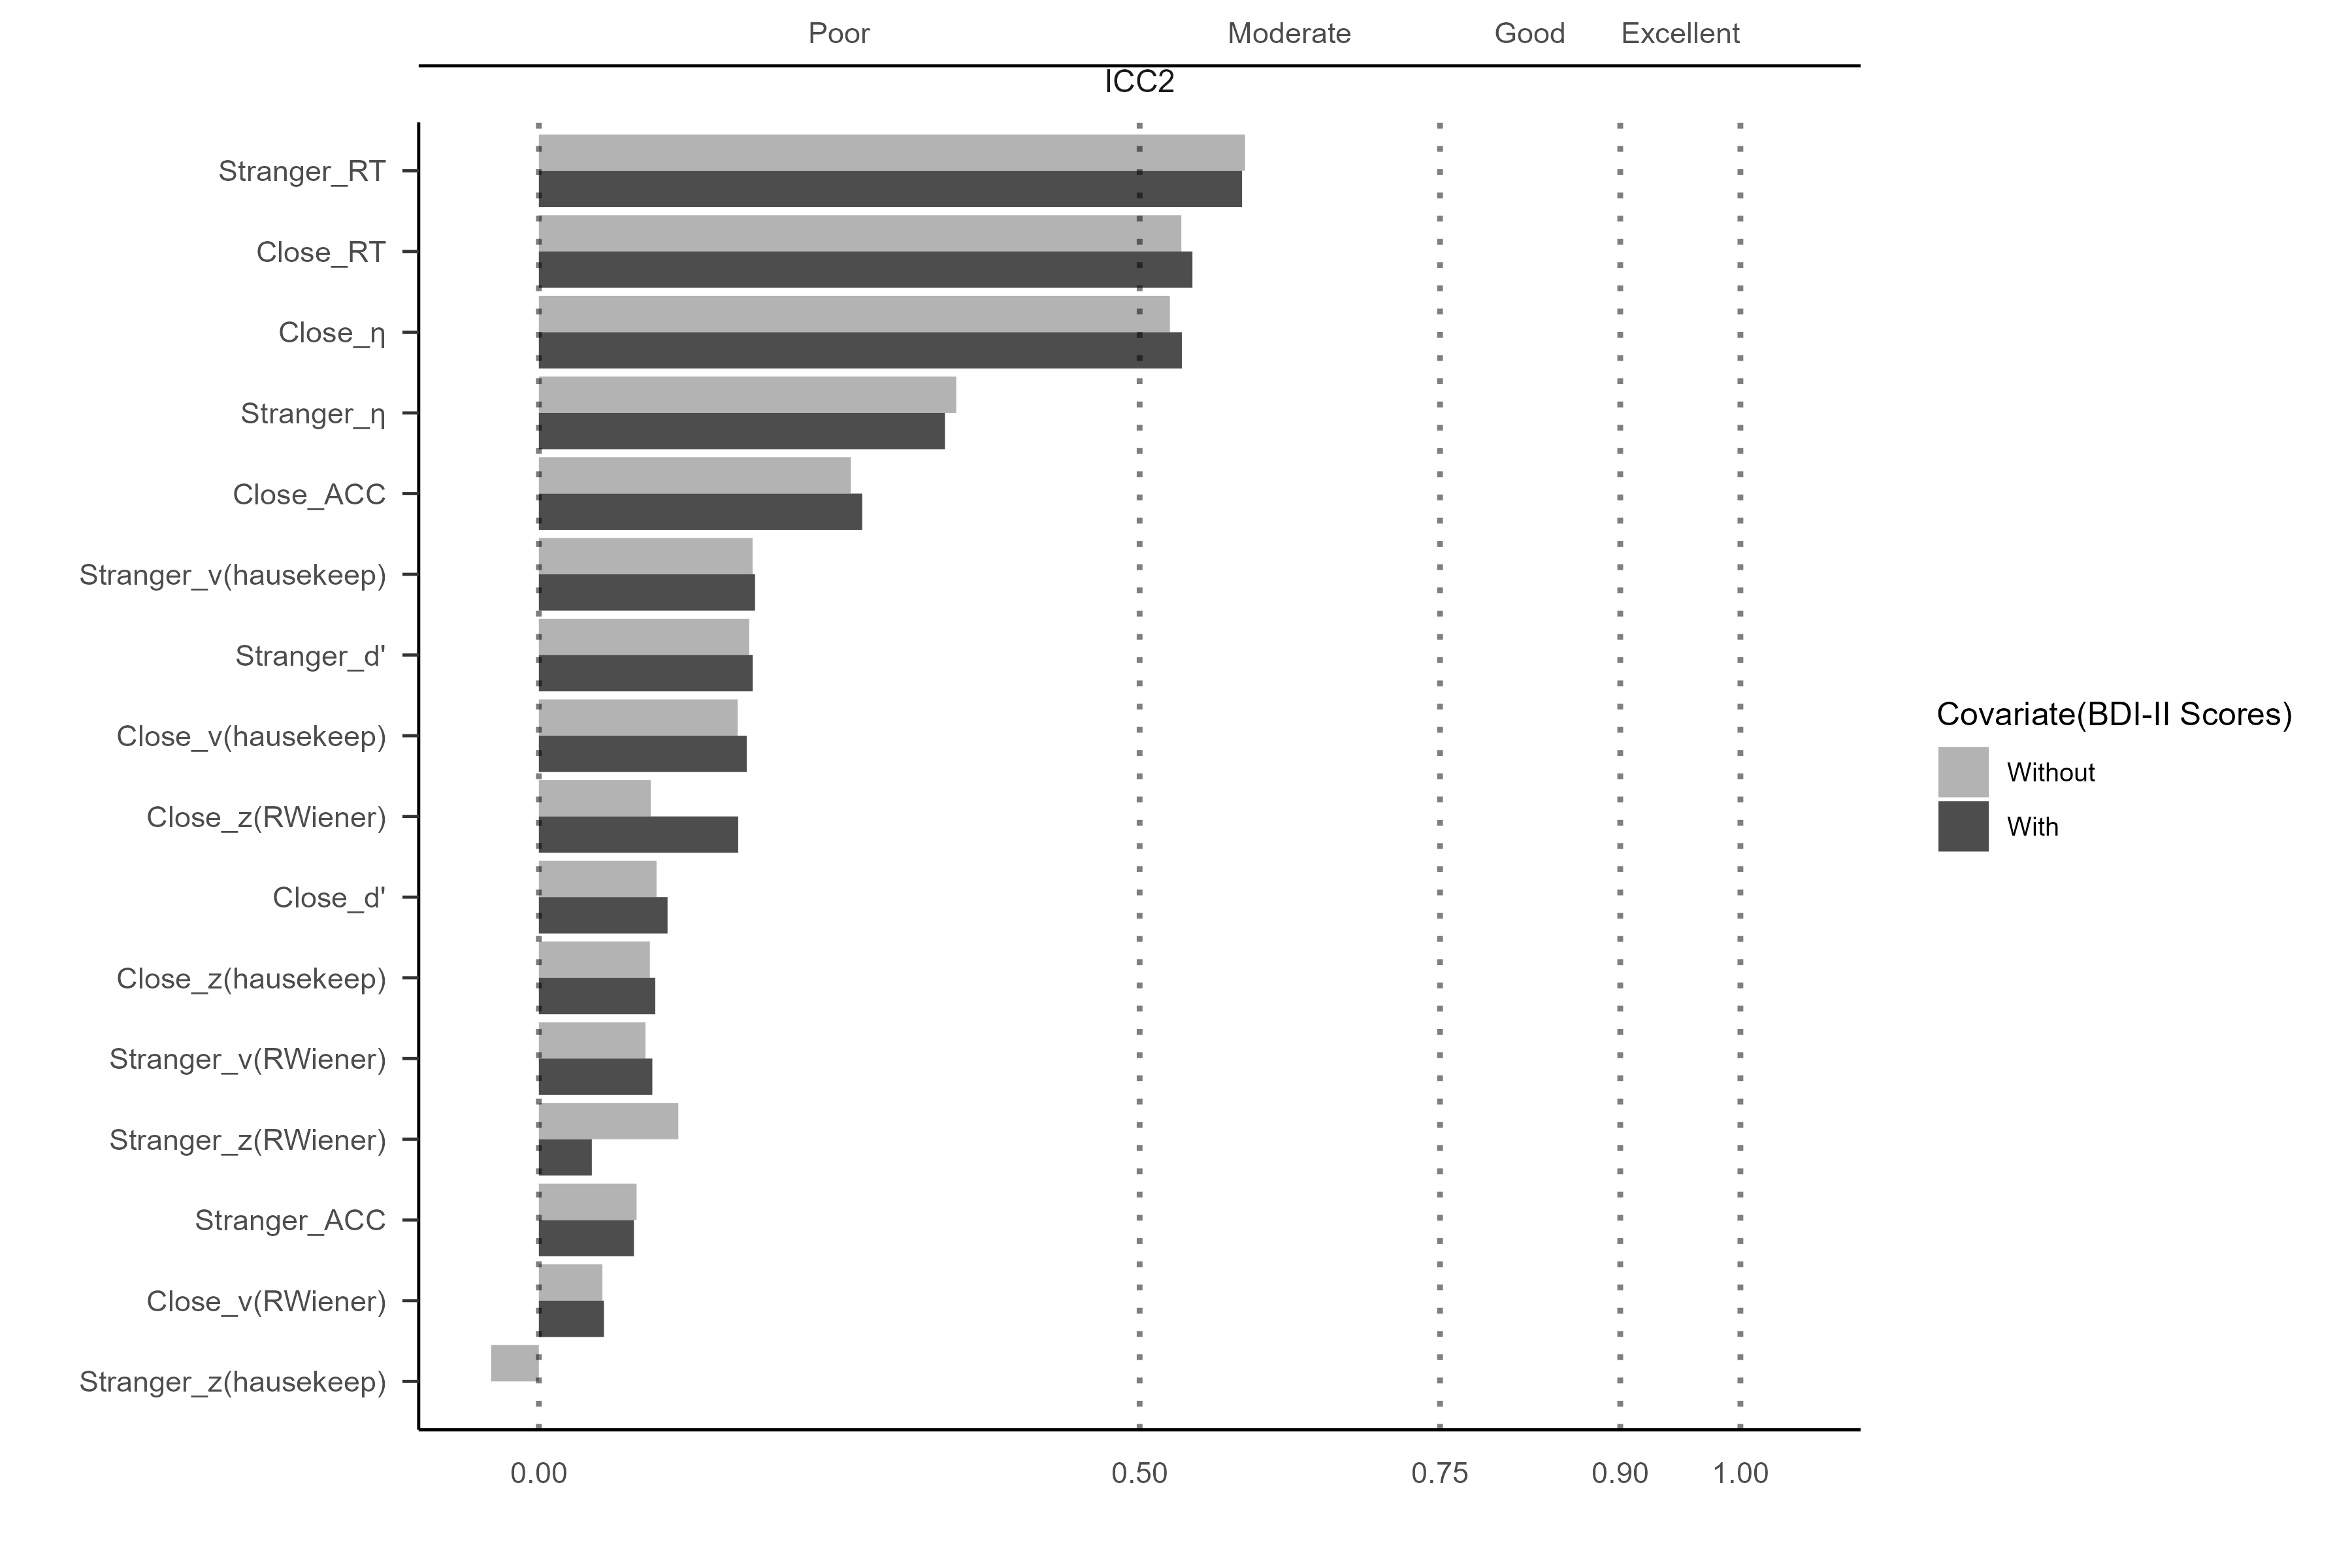 Poor Moderate Good Excellent
ICC2
Stranger_RT
Close_RT
Close_η
Stranger_η
Close_ACC
Stranger_v(hausekeep)
Stranger_d'
Close_v(hausekeep)
Close_z(RWiener)
Close_d'
Close_z(hausekeep)
Stranger_v(RWiener)
Stranger_z(RWiener)
Stranger_ACC
Close_v(RWiener)
Stranger_z(hausekeep)
0.00 0.50 0.75 0.90 1.00
Covariate(BDI-II Scores)
Without
With